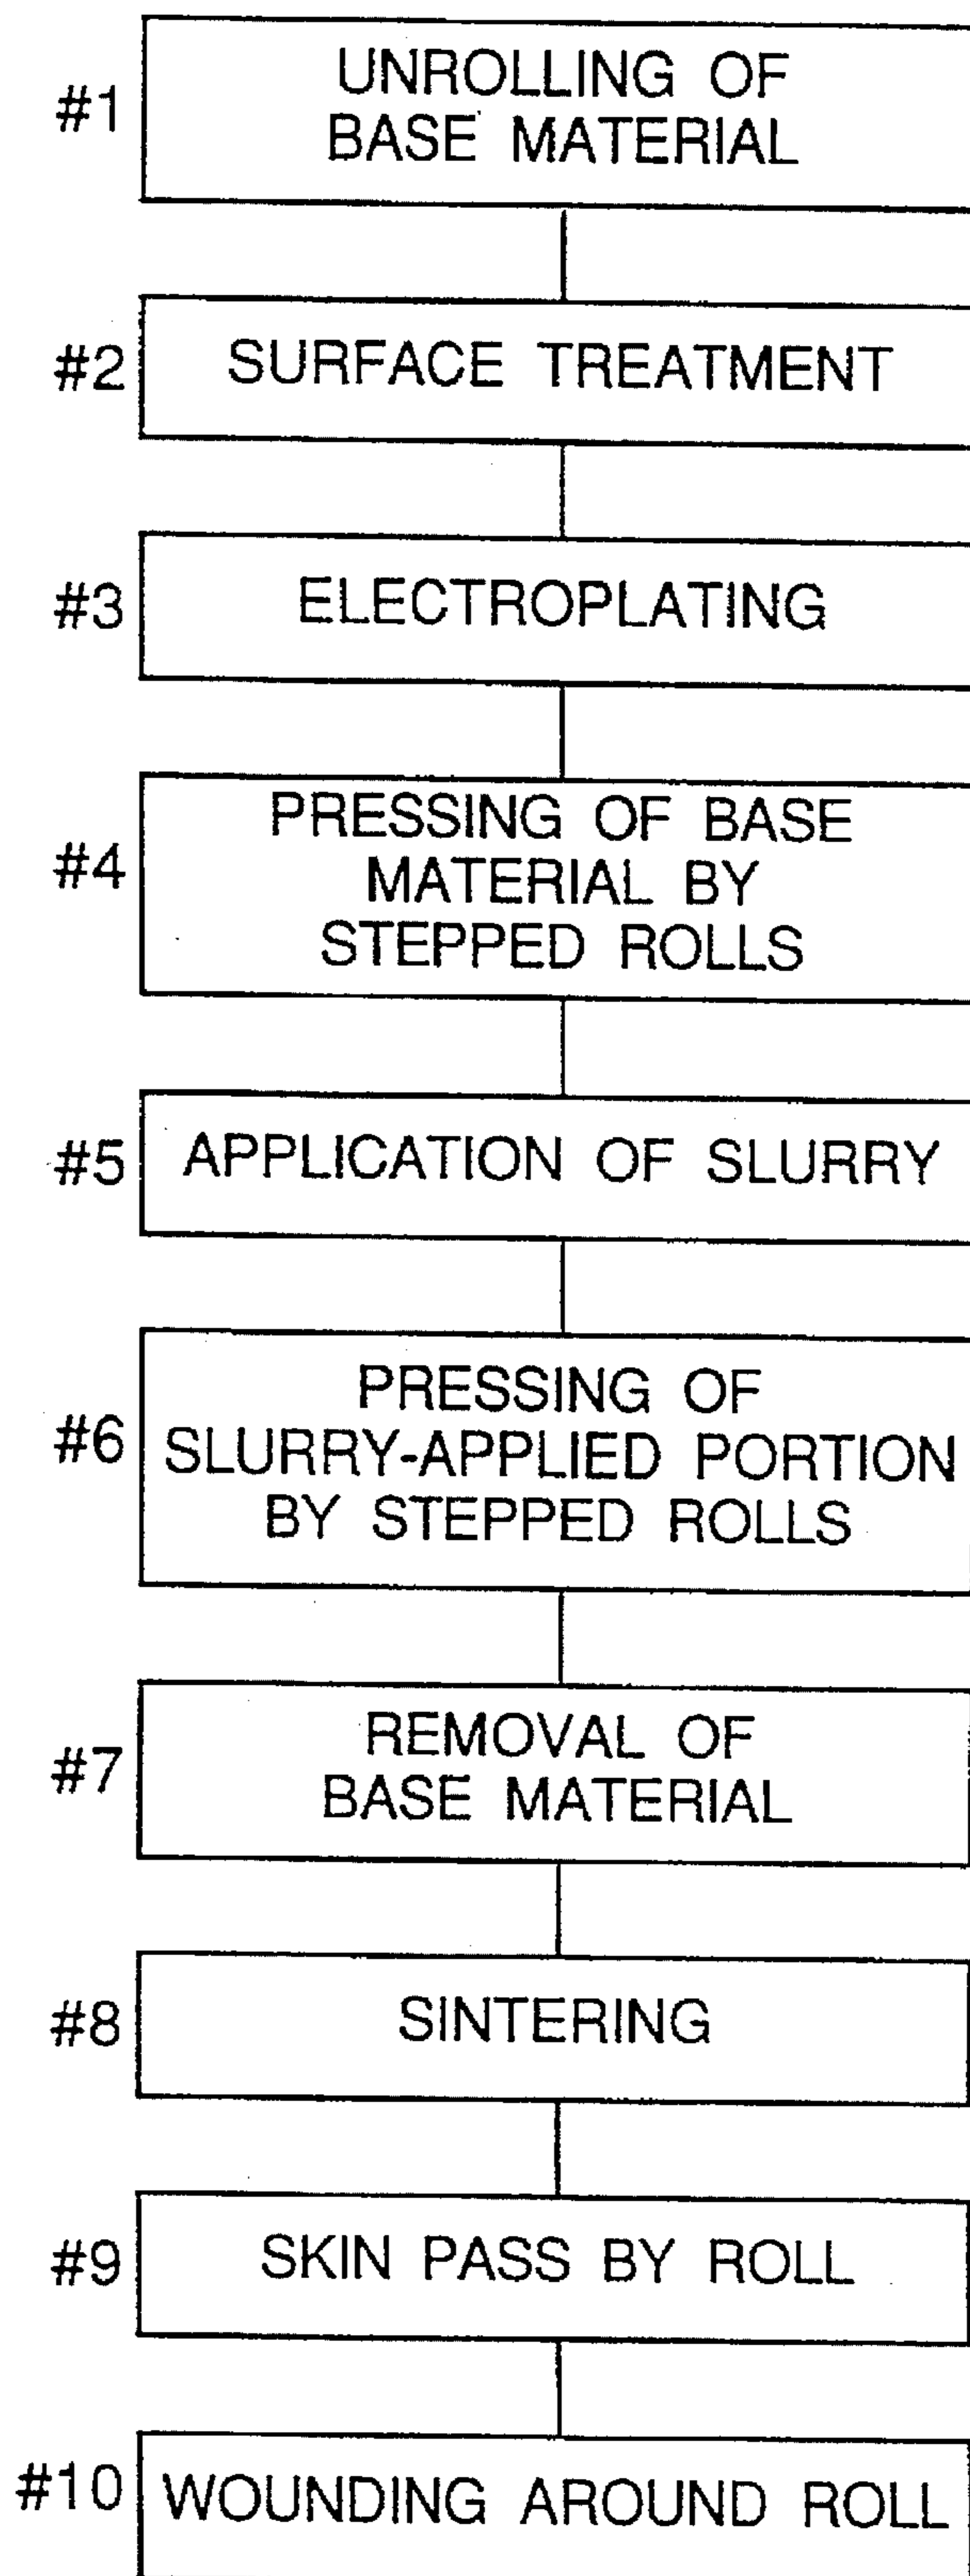 #1
UNROLLING OF
BASE MATERIAL
#2
SURFACE TREATMENT
#3
ELECTROPLATING
#4
PRESSING OF BASE
MATERIAL BY
STEPPED ROLLS
#5
APPLICATION OF SLURRY
#6
PRESSING OF
SLURRY-APPLIED PORTION
BY STEPPED ROLLS
#7
REMOVAL OF
BASE MATERIAL
#8
SINTERING
#9
SKIN PASS BY ROLL
#10
WOUNDING AROUND ROLL